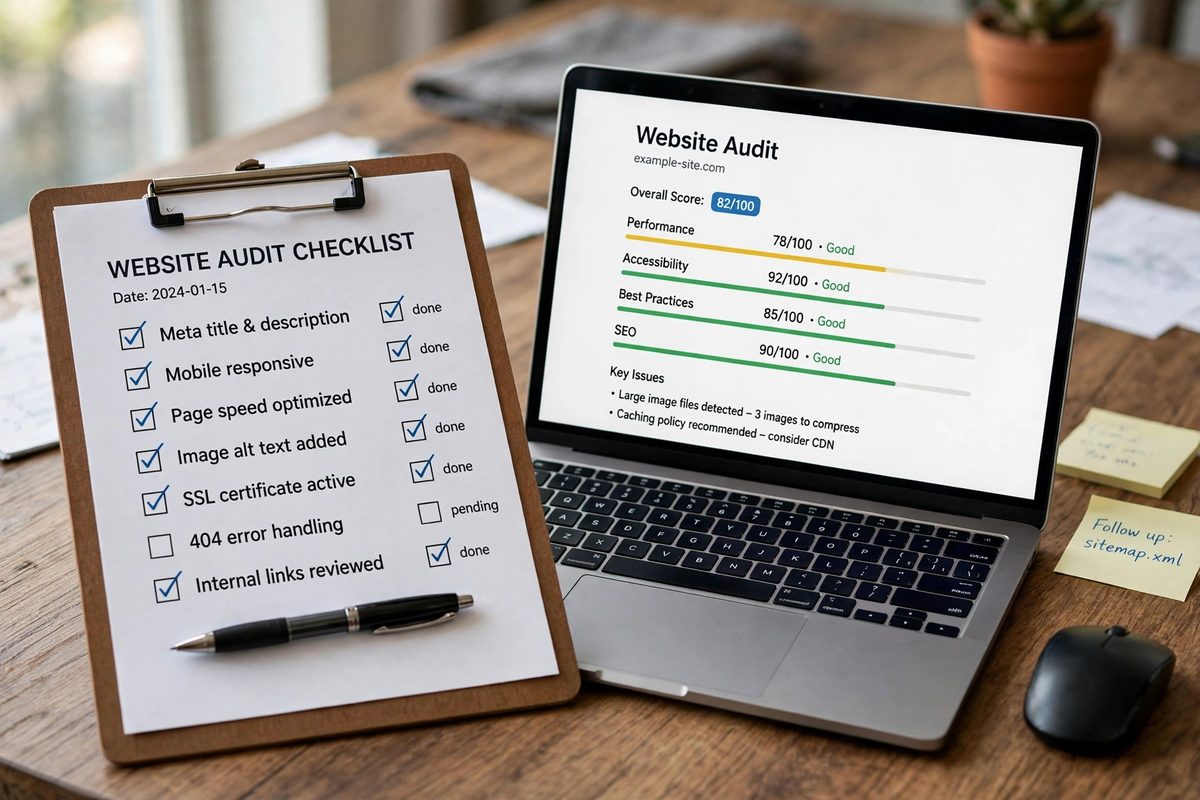 WEBSITE AUDIT CHECKLIST
Date: 2024-01-15
Meta title & description done
Mobile responsive done
Page speed optimized done
Image alt text added done
SSL certificate active done
404 error handling pending
Internal links reviewed done
Website Audit
example-site.com
Overall Score: 82/100
Performance 78/100 • Good
Accessibility 92/100 • Good
Best Practices 85/100 • Good
SEO 90/100 • Good
Key Issues
• Large image files detected – 3 images to compress
• Caching policy recommended – consider CDN
Follow up:
sitemap.xml